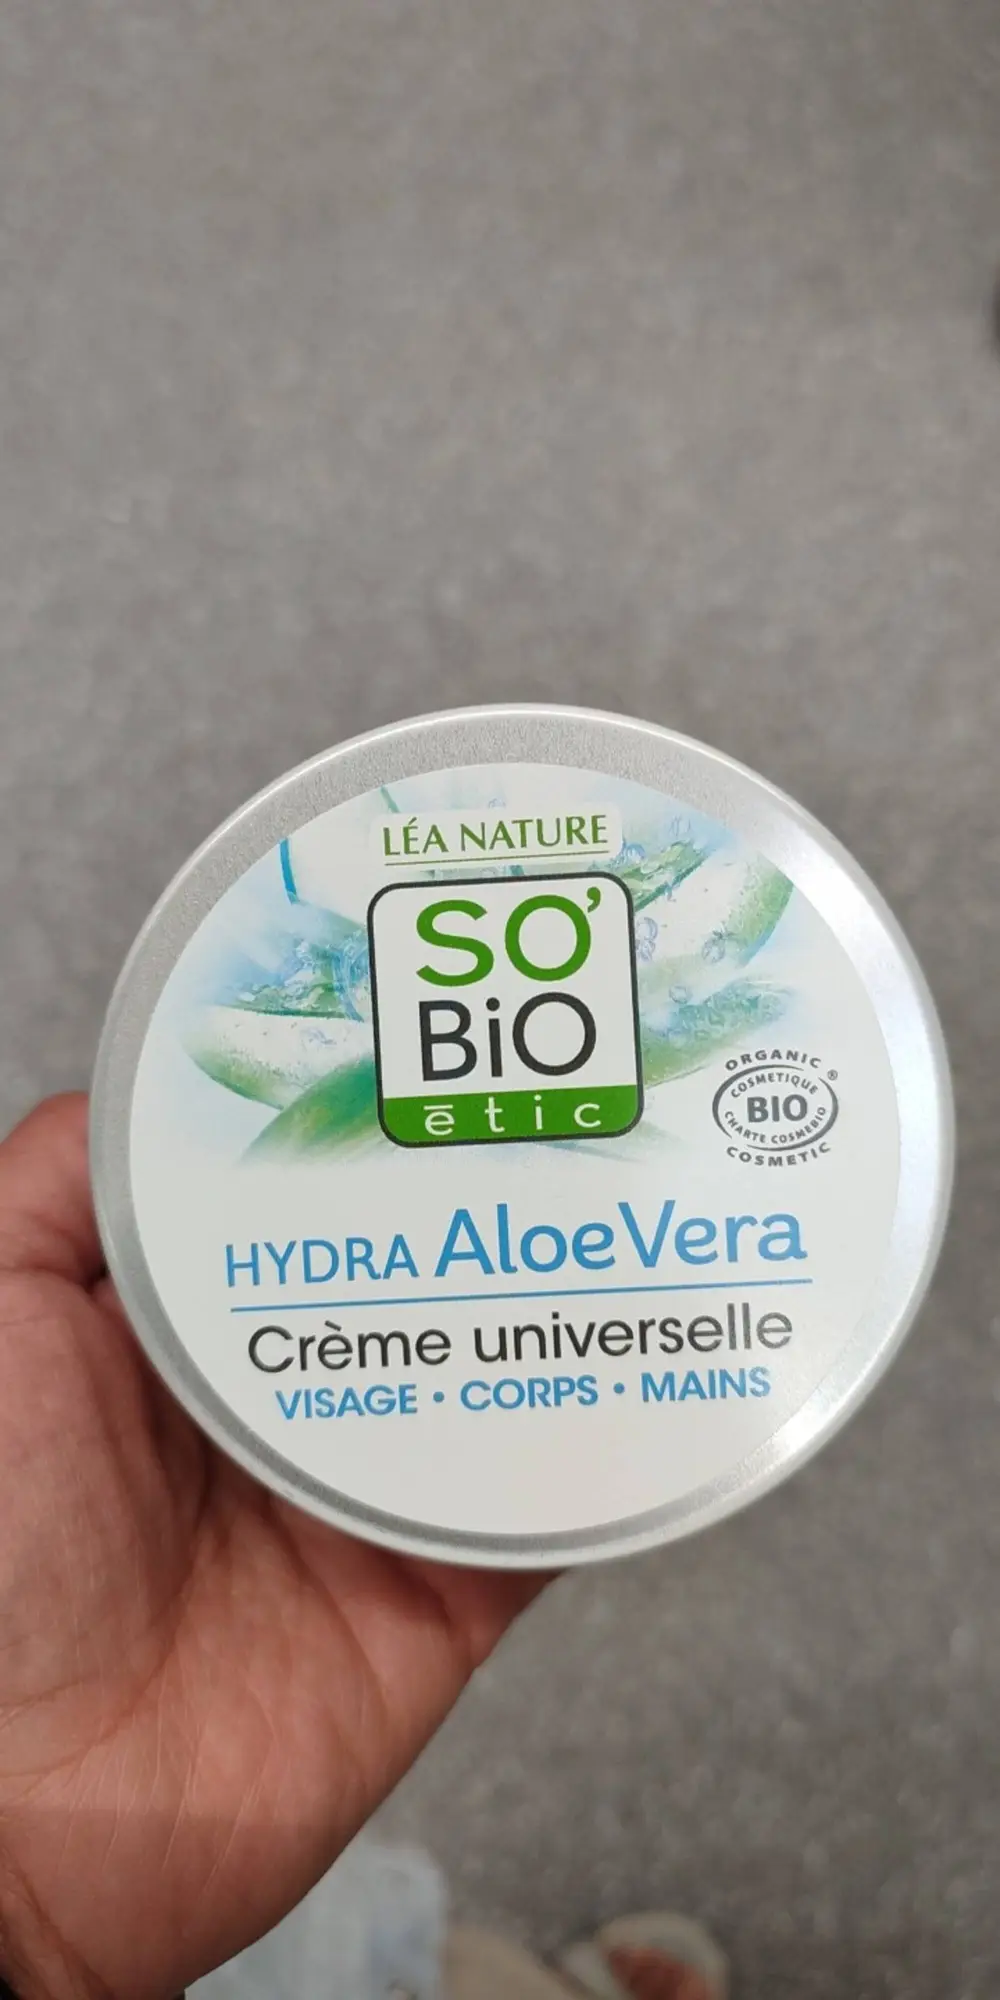 LÉA NATURE
SO'
BiO
ētic
ORGANIC
COSMETIQUE ®
BIO
CHARTE COSMEBIO
COSMETIC
HYDRA AloeVera
Crème universelle
VISAGE • CORPS • MAINS